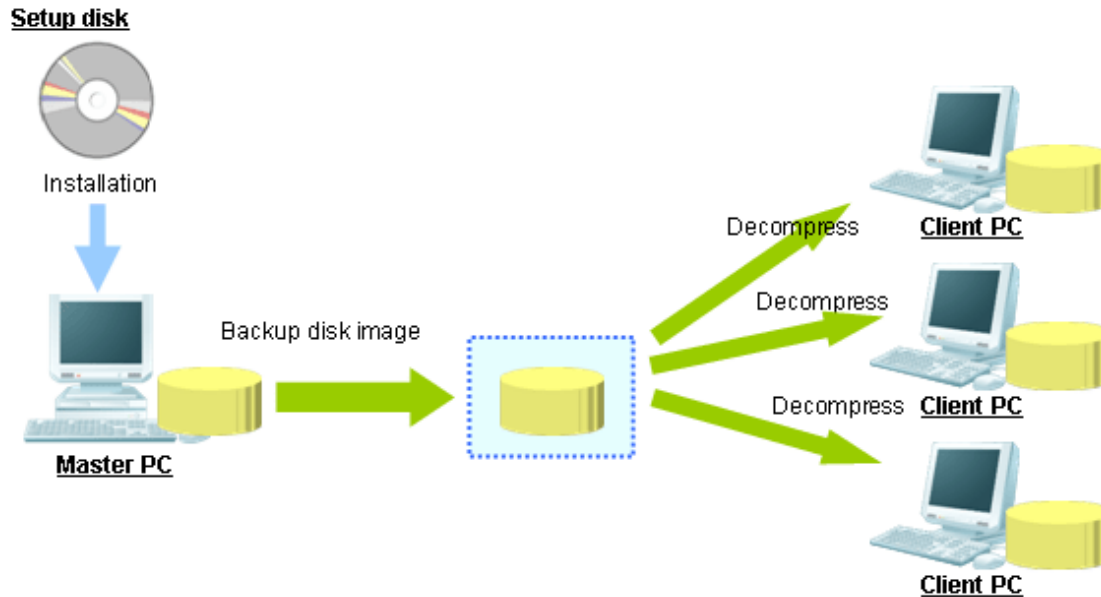 Setup disk
Installation
Master PC
Backup disk image
Decompress
Client PC
Decompress
Client PC
Decompress
Client PC